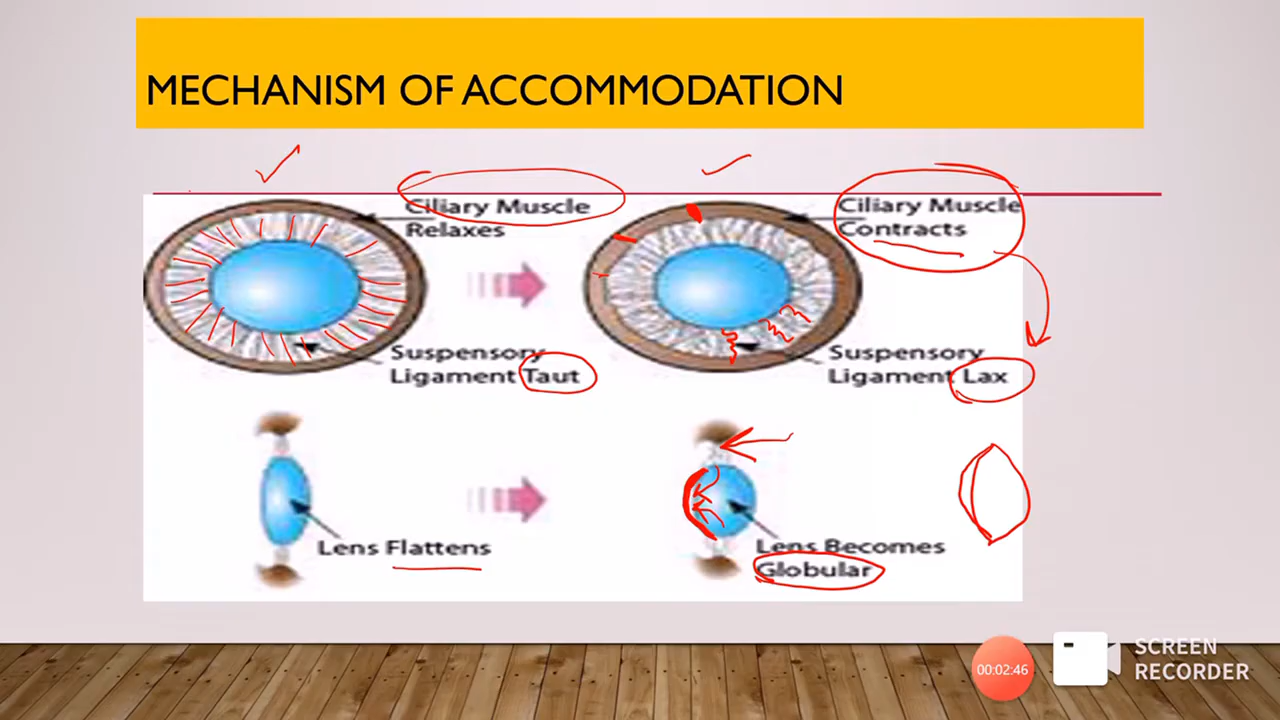 MECHANISM OF ACCOMMODATION
Ciliary Muscle
Relaxes
Suspensory
Ligament Taut
Lens Flattens
Ciliary Muscle
Contracts
Suspensory
Ligament Lax
Lens Becomes
Globular
00:02:46
SCREEN
RECORDER